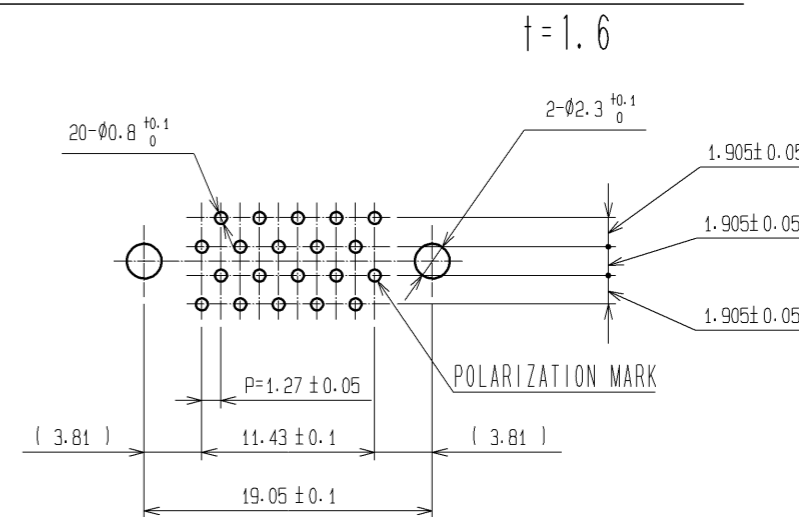 t=1.6
20-Ø0.8 +0.1 0
2-Ø2.3 +0.1 0
1.905±0.05
1.905±0.05
1.905±0.05
POLARIZATION MARK
P=1.27±0.05
( 3.81 )
11.43±0.1
( 3.81 )
19.05±0.1